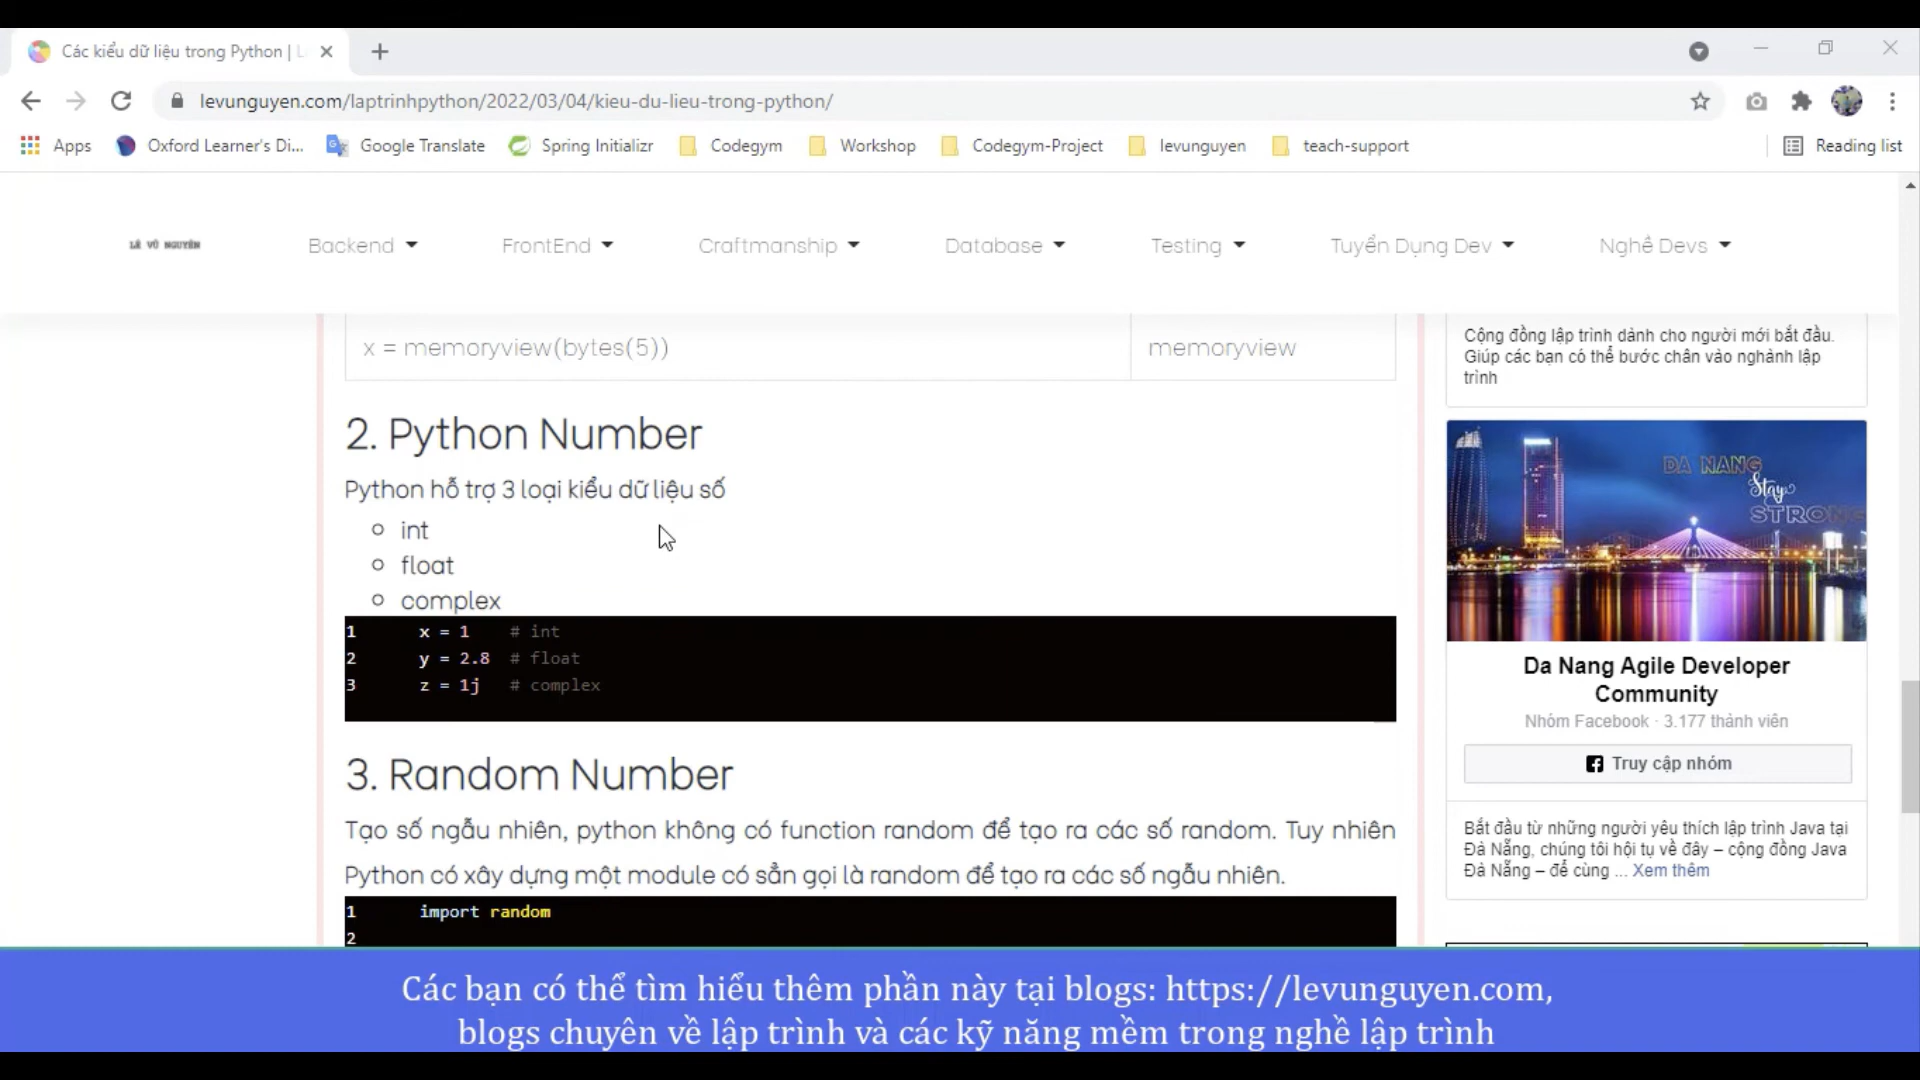 Các kiểu dữ liệu trong Python | L
levunguyen.com/laptrinhpython/2022/03/04/kieu-du-lieu-trong-python/
Apps Oxford Learner's Di... Google Translate Spring Initializr Codegym Workshop Codegym-Project levunguyen teach-support Reading list
LÊ VŨ NGUYÊN Backend FrontEnd Craftmanship Database Testing Tuyển Dụng Dev Nghề Devs
x = memoryview(bytes(5)) memoryview
2. Python Number
Python hỗ trợ 3 loại kiểu dữ liệu số
int
float
complex
1 x = 1 # int
2 y = 2.8 # float
3 z = 1j # complex
3. Random Number
Tạo số ngẫu nhiên, python không có function random để tạo ra các số random. Tuy nhiên
Python có xây dựng một module có sẳn gọi là random để tạo ra các số ngẫu nhiên.
1 import random
2
Cộng đồng lập trình dành cho người mới bắt đầu.
Giúp các bạn có thể bước chân vào nghành lập
trình
DA NANG
Stay
STRONG
Da Nang Agile Developer
Community
Nhóm Facebook · 3.177 thành viên
Truy cập nhóm
Bắt đầu từ những người yêu thích lập trình Java tại
Đà Nẵng, chúng tôi hội tụ về đây – cộng đồng Java
Đà Nẵng – để cùng ... Xem thêm
Các bạn có thể tìm hiểu thêm phần này tại blogs: https://levunguyen.com,
blogs chuyên về lập trình và các kỹ năng mềm trong nghề lập trình